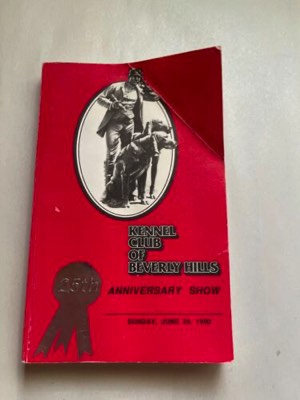 KENNEL
CLUB
OF
BEVERLY HILLS
25th
ANNIVERSARY SHOW
SUNDAY, JUNE